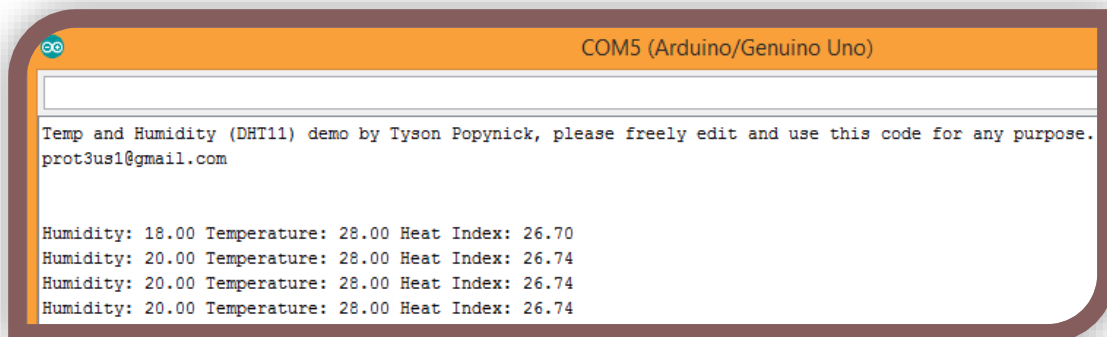 COM5 (Arduino/Genuino Uno)
Temp and Humidity (DHT11) demo by Tyson Popynick, please freely edit and use this code for any purpose.
prot3us1@gmail.com
Humidity: 18.00 Temperature: 28.00 Heat Index: 26.70
Humidity: 20.00 Temperature: 28.00 Heat Index: 26.74
Humidity: 20.00 Temperature: 28.00 Heat Index: 26.74
Humidity: 20.00 Temperature: 28.00 Heat Index: 26.74